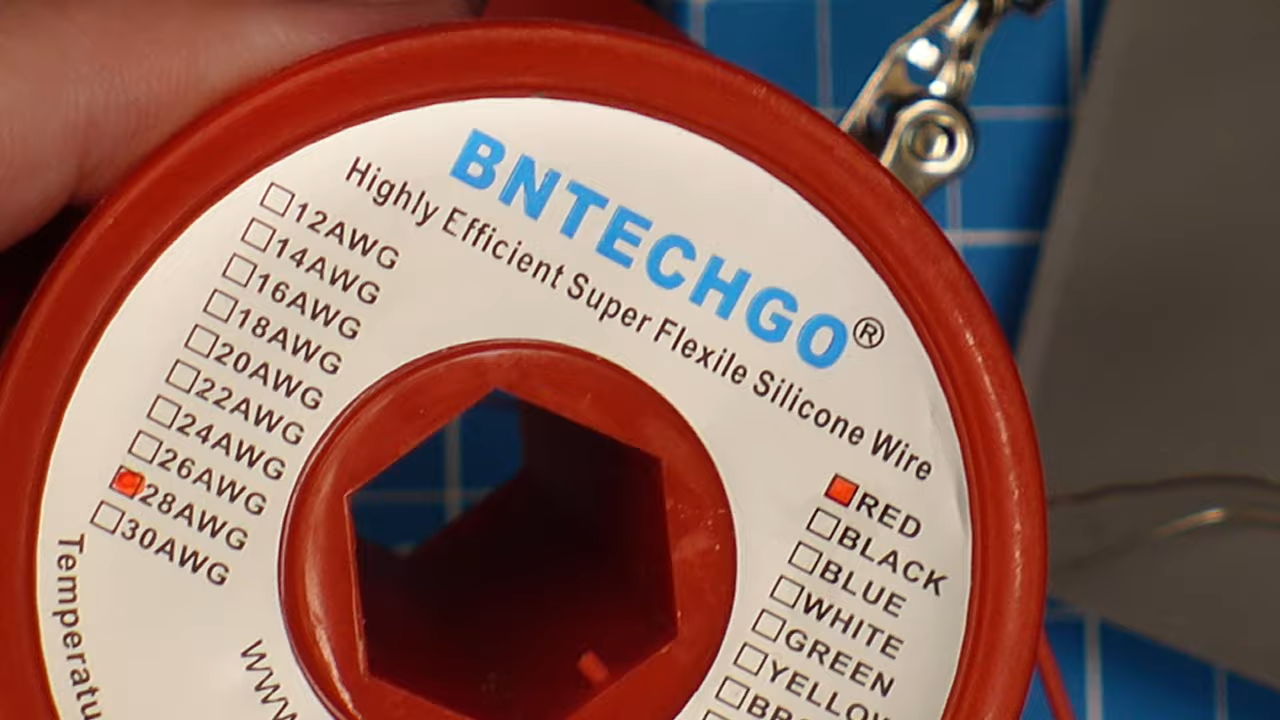 BNTECHGO®
Highly Efficient Super Flexile Silicone Wire
12AWG
14AWG
16AWG
18AWG
20AWG
22AWG
24AWG
26AWG
28AWG
30AWG
RED
BLACK
BLUE
WHITE
GREEN
YELLOW